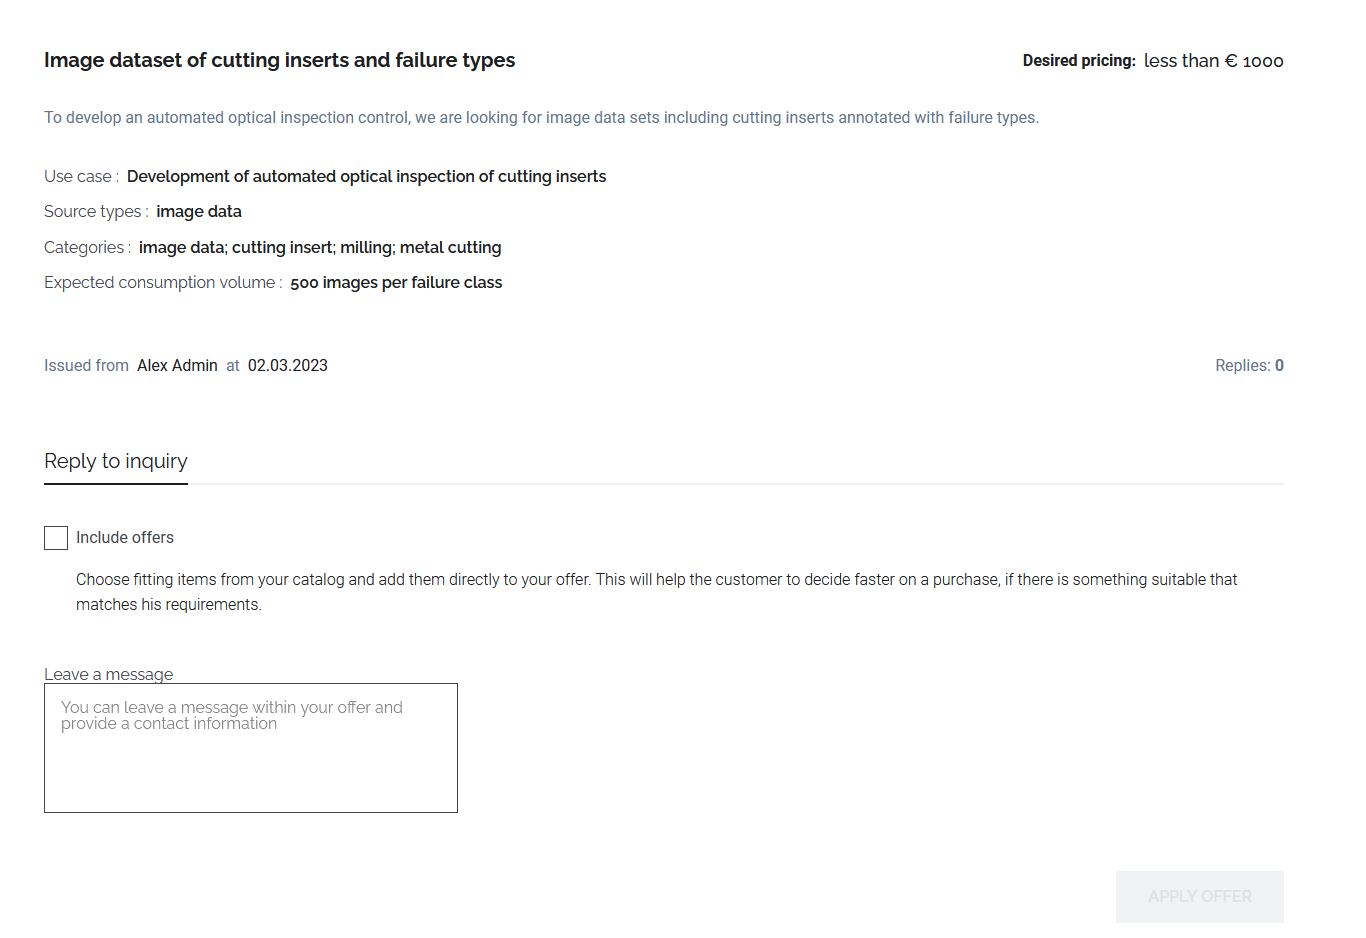 Image dataset of cutting inserts and failure types
Desired pricing: less than € 1000
To develop an automated optical inspection control, we are looking for image data sets including cutting inserts annotated with failure types.
Use case : Development of automated optical inspection of cutting inserts
Source types : image data
Categories : image data; cutting insert; milling; metal cutting
Expected consumption volume : 500 images per failure class
Issued from Alex Admin at 02.03.2023
Replies: 0
Reply to inquiry
Include offers
Choose fitting items from your catalog and add them directly to your offer. This will help the customer to decide faster on a purchase, if there is something suitable that
matches his requirements.
Leave a message
You can leave a message within your offer and
provide a contact information
APPLY OFFER